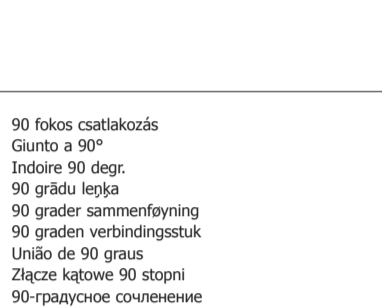 90 fokos csatlakozás
Giunto a 90°
Indoire 90 degr.
90 grādu leņķa
90 grader sammenføyning
90 graden verbindingsstuk
União de 90 graus
Złącze kątowe 90 stopni
90-градусное сочленение